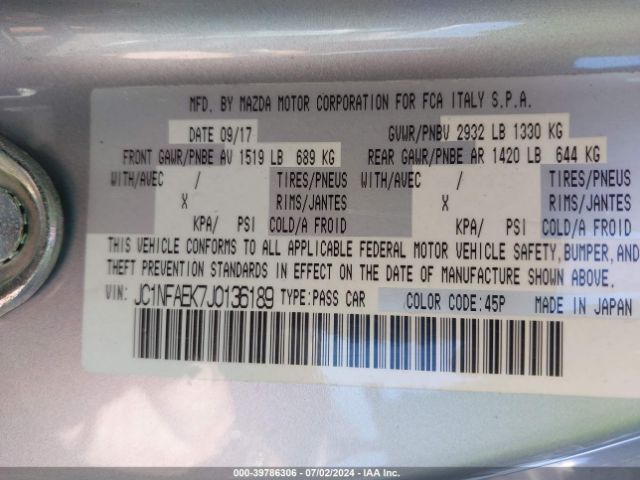 MFD. BY MAZDA MOTOR CORPORATION FOR FCA ITALY S.P.A.
DATE 09/17 GVWR/PNBV 2932 LB 1330 KG
FRONT GAWR/PNBE AV 1519 LB 689 KG REAR GAWR/PNBE AR 1420 LB 644 KG
WITH/AVEC / TIRES/PNEUS WITH/AVEC / TIRES/PNEUS
X RIMS/JANTES X RIMS/JANTES
KPA/ PSI COLD/A FROID KPA/ PSI COLD/A FROID
THIS VEHICLE CONFORMS TO ALL APPLICABLE FEDERAL MOTOR VEHICLE SAFETY, BUMPER, AND
THEFT PREVENTION STANDARDS IN EFFECT ON THE DATE OF MANUFACTURE SHOWN ABOVE.
VIN: JC1NFAEK7J0136189 TYPE:PASS CAR COLOR CODE:45P MADE IN JAPAN
000-39786306 - 07/02/2024 - IAA Inc.